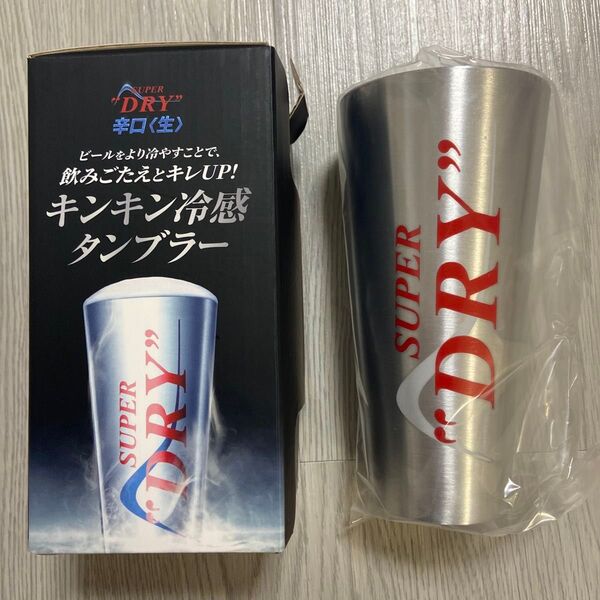 SUPER
"DRY"
辛口〈生〉
ビールをより冷やすことで、
飲みごたえとキレUP!
キンキン冷感
タンブラー
SUPER
"DRY"
SUPER
"DRY"